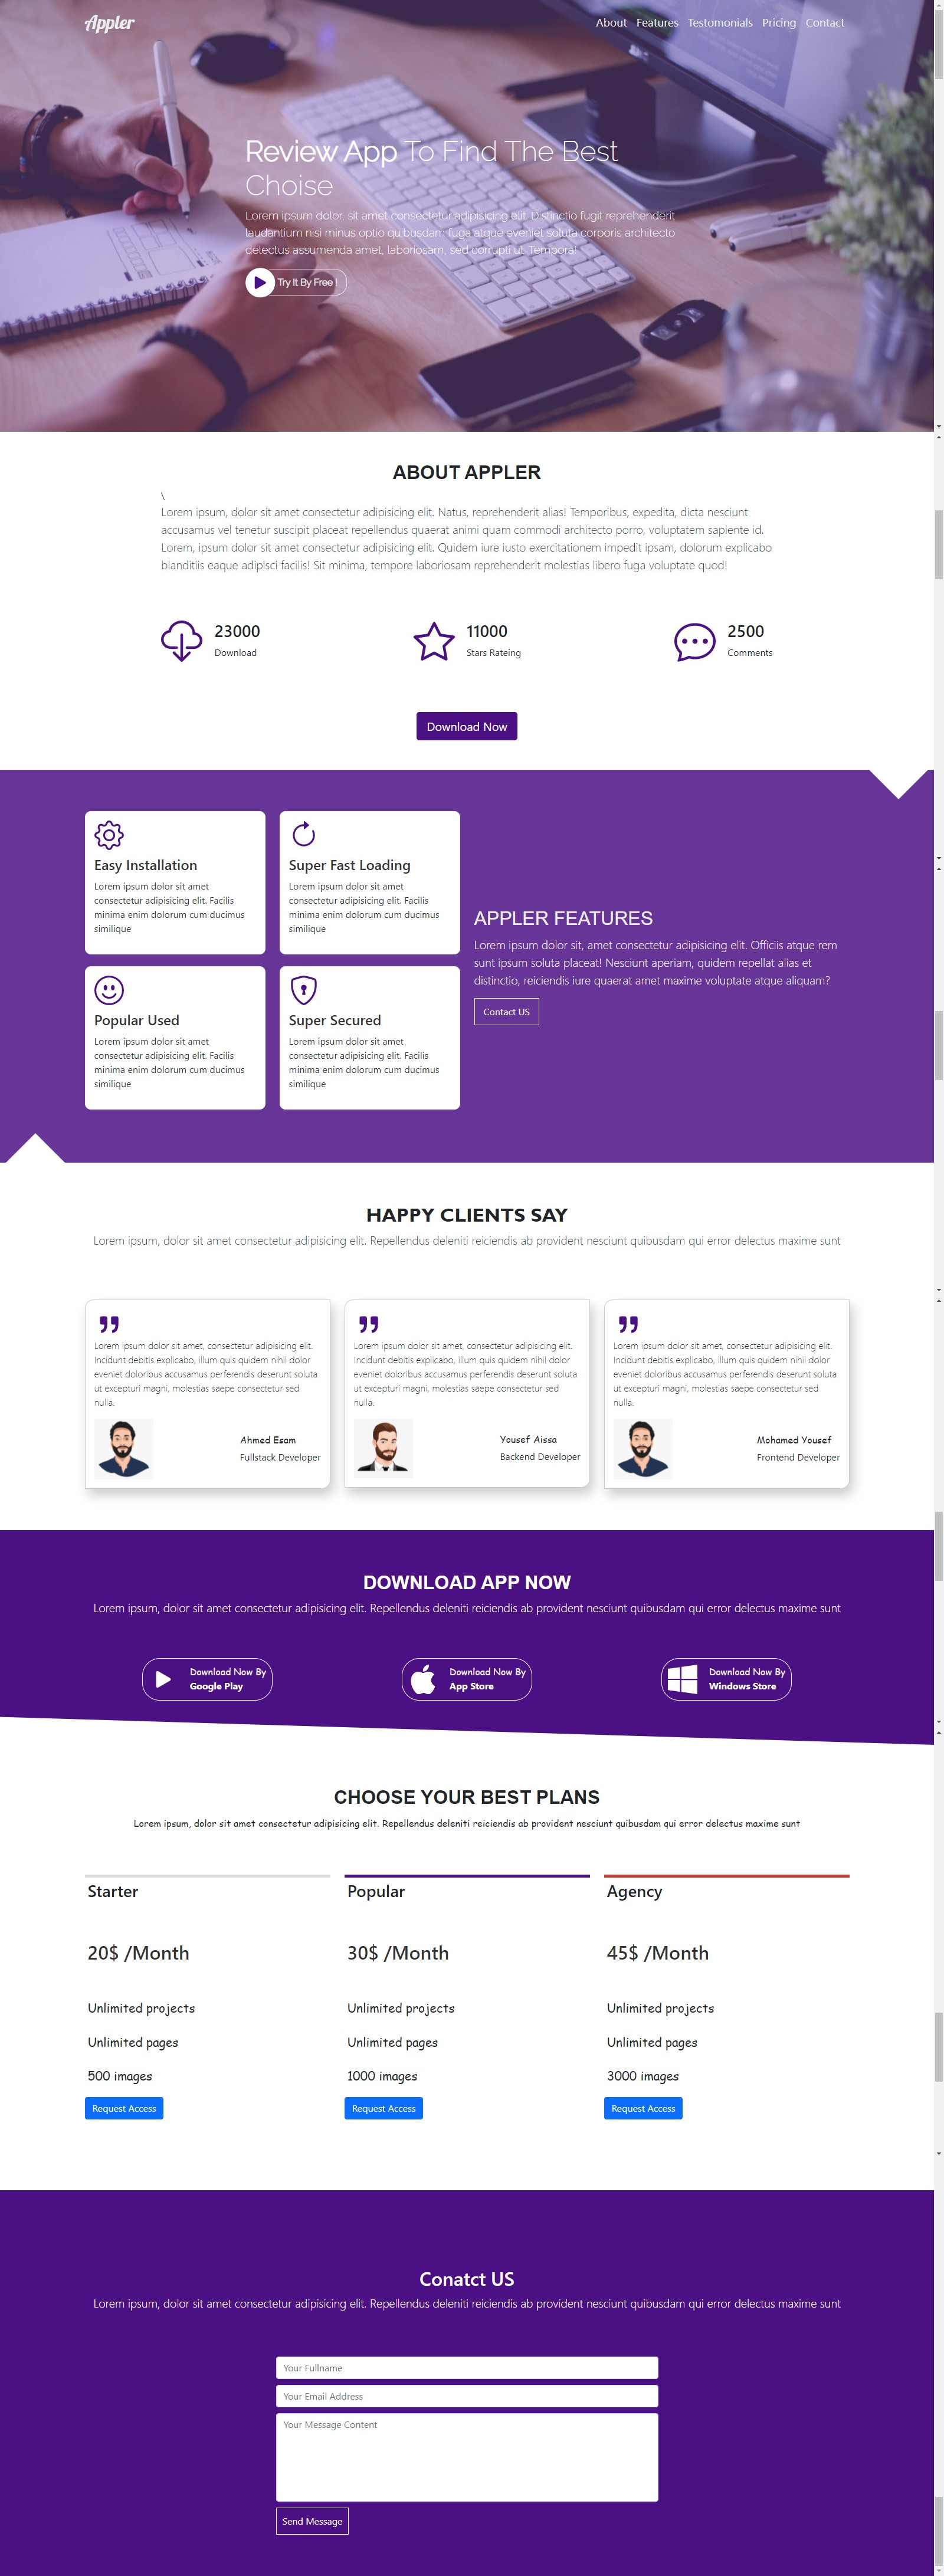 Appler
About Features Testomonials Pricing Contact
Review App To Find The Best
Choise
Lorem ipsum dolor, sit amet consectetur adipisicing elit. Distinctio fugit reprehenderit
laudantium nisi minus optio quibusdam fuga atque eveniet soluta corporis architecto
delectus assumenda amet, laboriosam, sed corrupti ut. Tempora!
Try It By Free !
ABOUT APPLER
\
Lorem ipsum, dolor sit amet consectetur adipisicing elit. Natus, reprehenderit alias! Temporibus, expedita, dicta nesciunt
accusamus vel tenetur suscipit placeat repellendus quaerat animi quam commodi architecto porro, voluptatem sapiente id.
Lorem, ipsum dolor sit amet consectetur adipisicing elit. Quidem iure iusto exercitationem impedit ipsam, dolorum explicabo
blanditiis eaque adipisci facilis! Sit minima, tempore laboriosam reprehenderit molestias libero fuga voluptate quod!
23000
Download
11000
Stars Rateing
2500
Comments
Download Now
Easy Installation
Lorem ipsum dolor sit amet
consectetur adipisicing elit. Facilis
minima enim dolorum cum ducimus
similique
Super Fast Loading
Lorem ipsum dolor sit amet
consectetur adipisicing elit. Facilis
minima enim dolorum cum ducimus
similique
Popular Used
Lorem ipsum dolor sit amet
consectetur adipisicing elit. Facilis
minima enim dolorum cum ducimus
similique
Super Secured
Lorem ipsum dolor sit amet
consectetur adipisicing elit. Facilis
minima enim dolorum cum ducimus
similique
APPLER FEATURES
Lorem ipsum dolor sit, amet consectetur adipisicing elit. Officiis atque rem
sunt ipsum soluta placeat! Nesciunt aperiam, quidem repellat alias et
distinctio, reiciendis iure quaerat amet maxime voluptate atque aliquam?
Contact US
HAPPY CLIENTS SAY
Lorem ipsum, dolor sit amet consectetur adipisicing elit. Repellendus deleniti reiciendis ab provident nesciunt quibusdam qui error delectus maxime sunt
Lorem ipsum dolor sit amet, consectetur adipisicing elit.
Incidunt debitis explicabo, illum quis quidem nihil dolor
eveniet doloribus accusamus perferendis deserunt soluta
ut excepturi magni, molestias saepe consectetur sed
nulla.
Ahmed Esam
Fullstack Developer
Lorem ipsum dolor sit amet, consectetur adipisicing elit.
Incidunt debitis explicabo, illum quis quidem nihil dolor
eveniet doloribus accusamus perferendis deserunt soluta
ut excepturi magni, molestias saepe consectetur sed
nulla.
Yousef Aissa
Backend Developer
Lorem ipsum dolor sit amet, consectetur adipisicing elit.
Incidunt debitis explicabo, illum quis quidem nihil dolor
eveniet doloribus accusamus perferendis deserunt soluta
ut excepturi magni, molestias saepe consectetur sed
nulla.
Mohamed Yousef
Frontend Developer
DOWNLOAD APP NOW
Lorem ipsum, dolor sit amet consectetur adipisicing elit. Repellendus deleniti reiciendis ab provident nesciunt quibusdam qui error delectus maxime sunt
Download Now By
Google Play
Download Now By
App Store
Download Now By
Windows Store
CHOOSE YOUR BEST PLANS
Lorem ipsum, dolor sit amet consectetur adipisicing elit. Repellendus deleniti reiciendis ab provident nesciunt quibusdam qui error delectus maxime sunt
Starter
20$ /Month
Unlimited projects
Unlimited pages
500 images
Request Access
Popular
30$ /Month
Unlimited projects
Unlimited pages
1000 images
Request Access
Agency
45$ /Month
Unlimited projects
Unlimited pages
3000 images
Request Access
Conatct US
Lorem ipsum, dolor sit amet consectetur adipisicing elit. Repellendus deleniti reiciendis ab provident nesciunt quibusdam qui error delectus maxime sunt
Your Fullname
Your Email Address
Your Message Content
Send Message